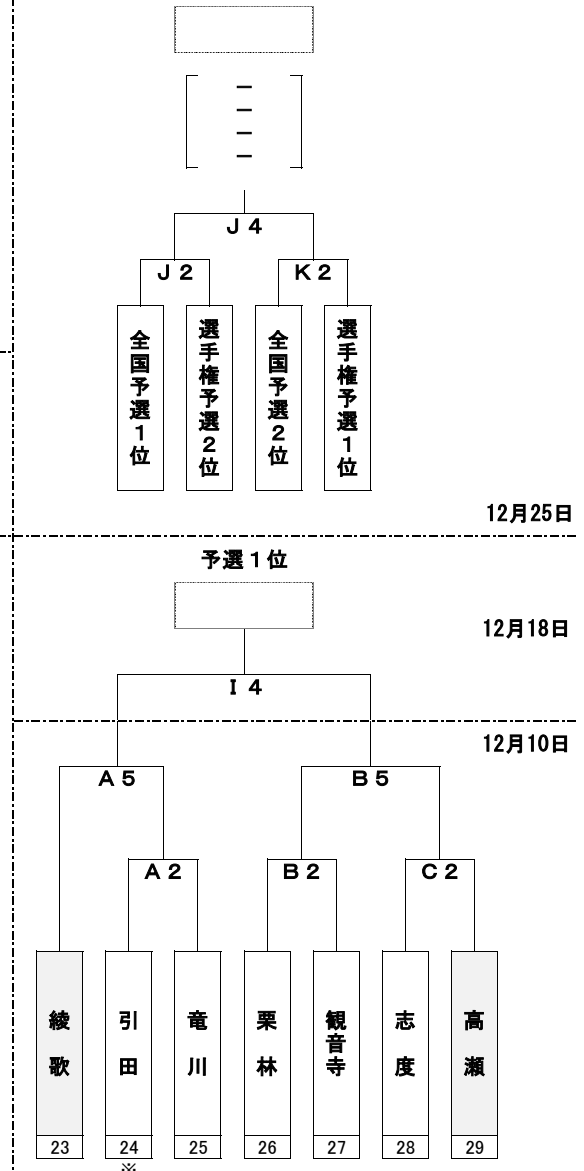 ー
ー
ー
ー
Ｊ４
Ｊ２
Ｋ２
全国予選１位
選手権予選２位
全国予選２位
選手権予選１位
12月25日
予選１位
12月18日
Ｉ４
12月10日
Ａ５
Ｂ５
Ａ２
Ｂ２
Ｃ２
綾歌
引田
竜川
栗林
観音寺
志度
高瀬
23
24
25
26
27
28
29
※